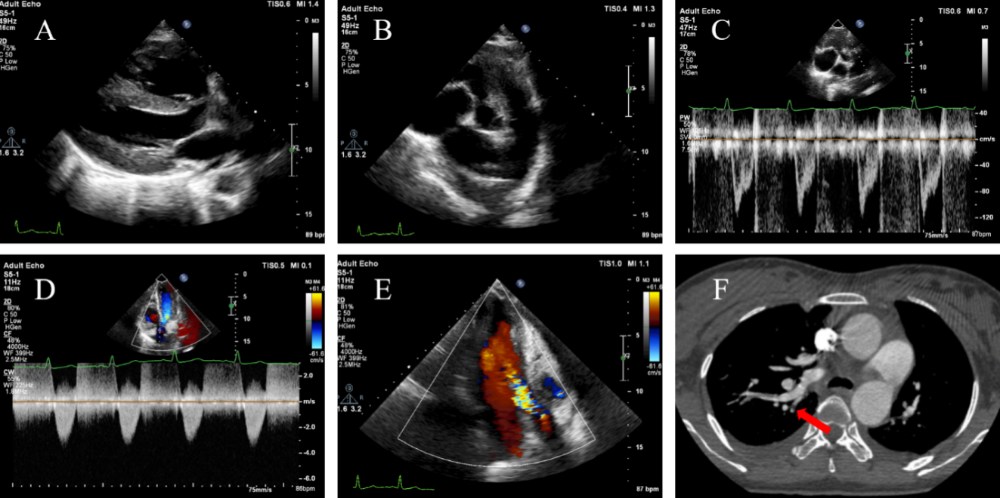 Adult Echo
TIS0.6 MI 1.4
S5-1
49Hz
16cm
A
0
M3
2D
75%
C 50
P Low
HGen
5
P R
1.6 3.2
10
15
89 bpm
Adult Echo
TIS0.4 MI 1.3
S5-1
49Hz
16cm
B
0
M3
2D
75%
C 50
P Low
HGen
5
P R
1.6 3.2
10
15
89 bpm
Adult Echo
TIS0.6 MI 0.7
S5-1
47Hz
17cm
C
0
M3
2D
78%
C 50
P Low
HGen
5
10
15
PW
50%
40
cm/s
1.6MHz
-40
-80
-120
75mm/s
87bpm
Adult Echo
TIS0.5 MI 0.1
S5-1
11Hz
18cm
D
0
M3 M4
+61.6
2D
80%
C 50
P Low
HGen
5
10
15
CF
48%
4000Hz
WF 399Hz
2.5MHz
-61.6
cm/s
CW
55%
WF 225Hz
1.8MHz
2.0
m/s
-2.0
-4.0
-6.0
75mm/s
86bpm
Adult Echo
TIS1.0 MI 1.1
S5-1
11Hz
18cm
E
0
M3 M4
+61.6
2D
81%
C 50
P Low
HGen
5
CF
48%
4000Hz
WF 399Hz
2.5MHz
-61.6
cm/s
P R
1.6 3.2
10
15
87 bpm
F